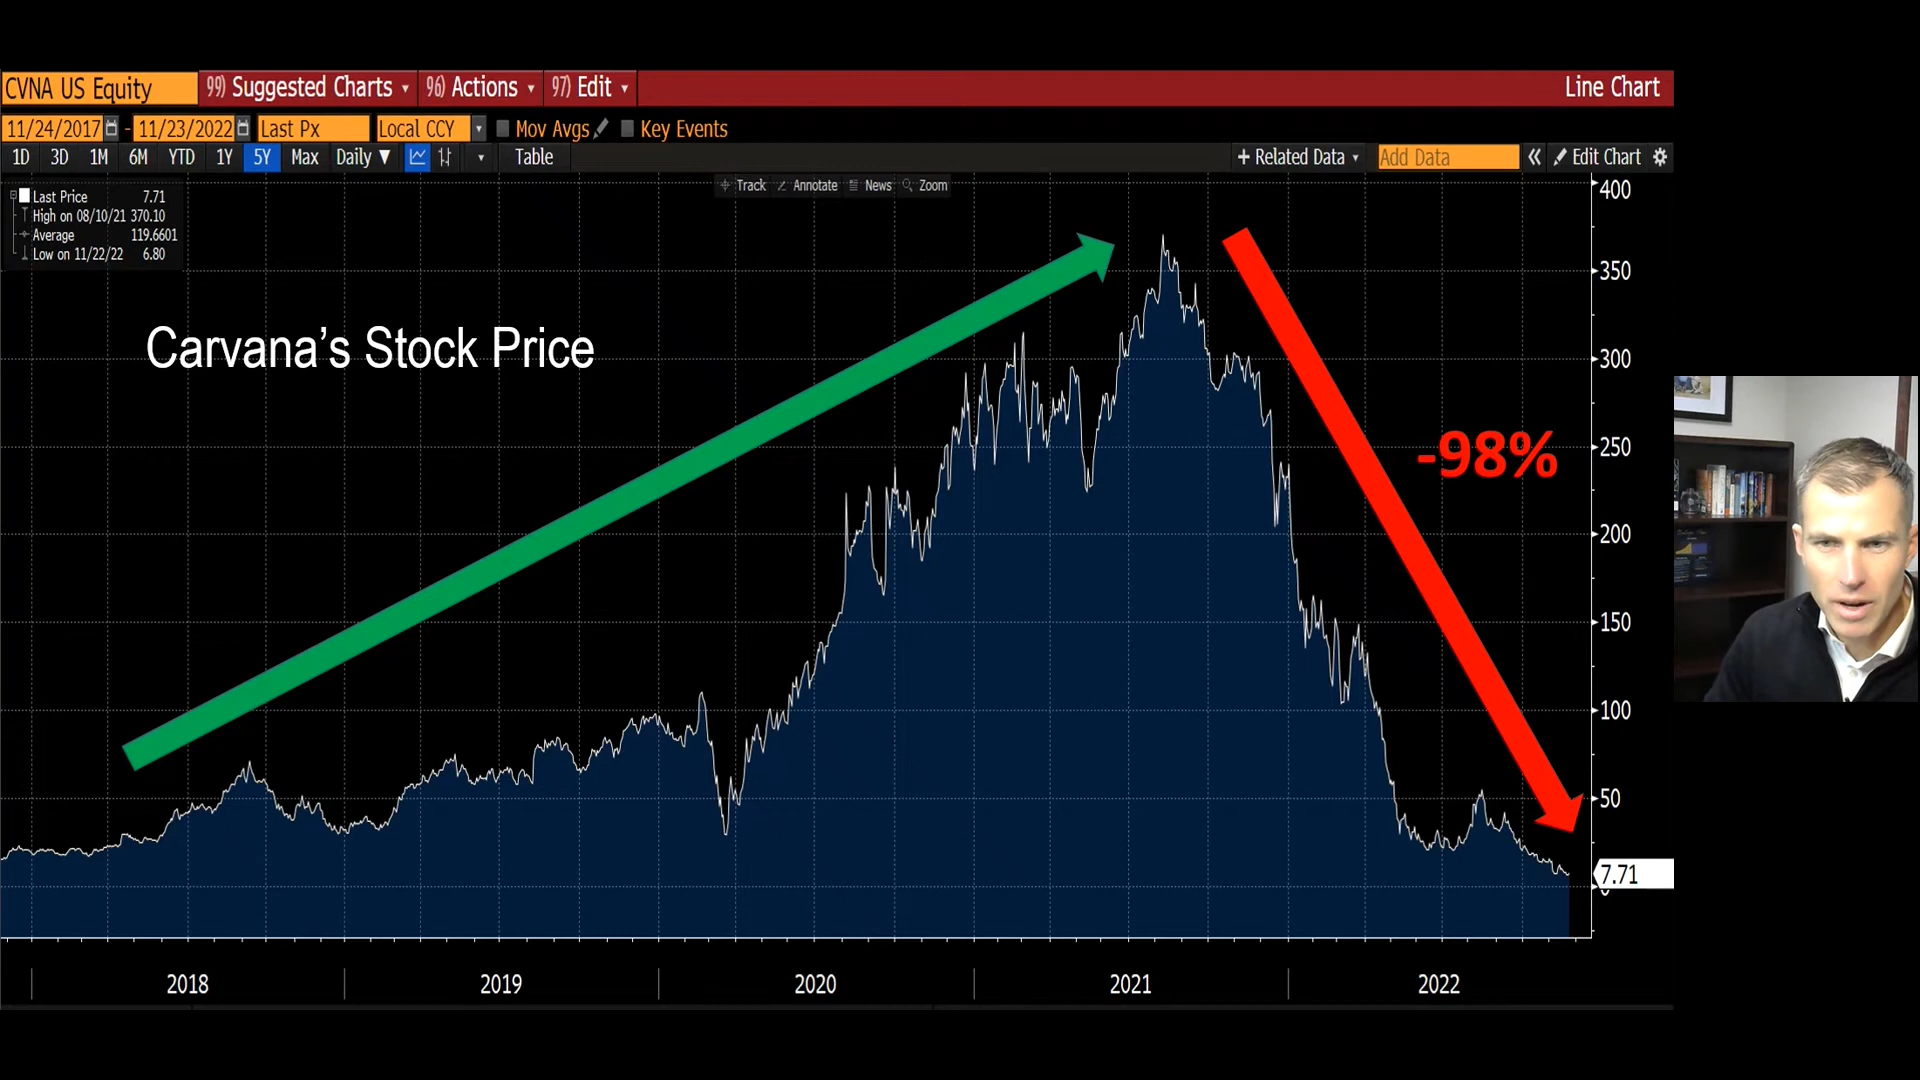 CVNA US Equity 99) Suggested Charts 96) Actions 97) Edit Line Chart
11/24/2017 - 11/23/2022 Last Px Local CCY Mov Avgs Key Events
1D 3D 1M 6M YTD 1Y 5Y Max Daily Table + Related Data Add Data Edit Chart
Track Annotate News Zoom
Last Price 7.71
High on 08/10/21 370.10
Average 119.6601
Low on 11/22/22 6.80
Carvana’s Stock Price
-98%
400
350
300
250
200
150
100
50
7.71
0
2018 2019 2020 2021 2022